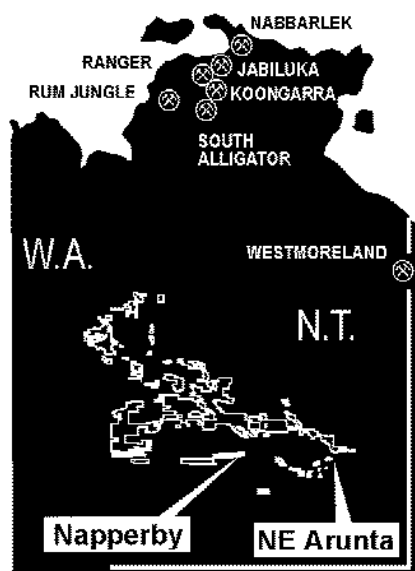 NABBARLEK
RANGER
JABILUKA
RUM JUNGLE
KOONGARRA
SOUTH
ALLIGATOR
W.A.
WESTMORELAND
N.T.
Napperby
NE Arunta